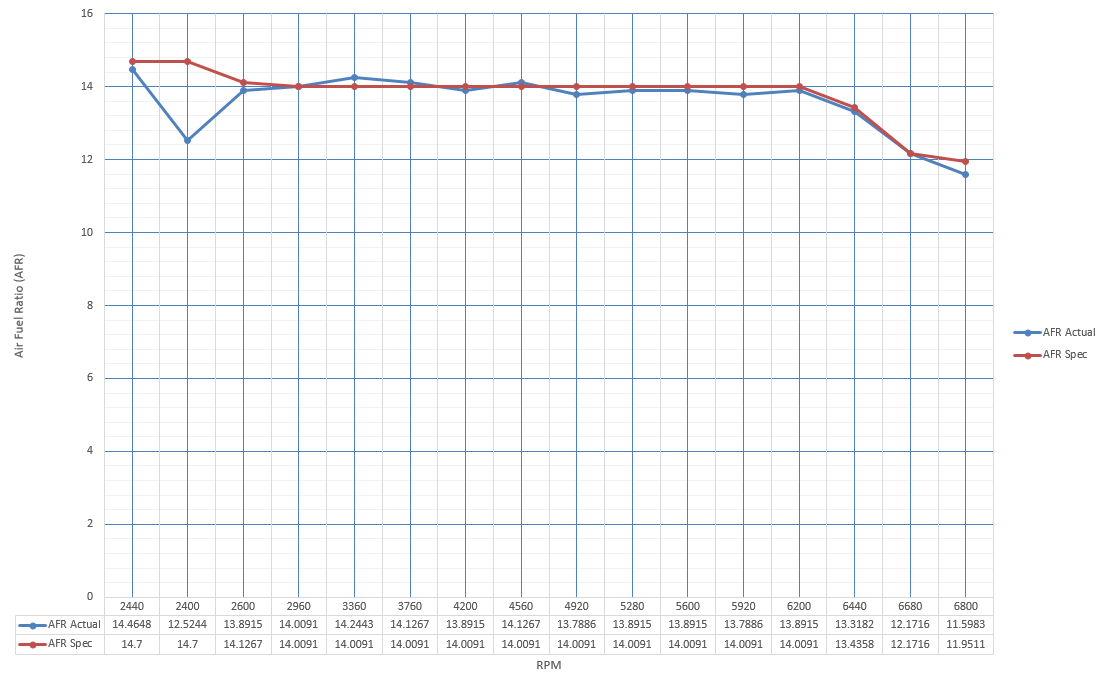 16
14
12
10
8
6
4
2
0
Air Fuel Ratio (AFR)
AFR Actual
AFR Spec
2440 2400 2600 2960 3360 3760 4200 4560 4920 5280 5600 5920 6200 6440 6680 6800
AFR Actual 14.4648 12.5244 13.8915 14.0091 14.2443 14.1267 13.8915 14.1267 13.7886 13.8915 13.8915 13.7886 13.8915 13.3182 12.1716 11.5983
AFR Spec 14.7 14.7 14.1267 14.0091 14.0091 14.0091 14.0091 14.0091 14.0091 14.0091 14.0091 14.0091 14.0091 13.4358 12.1716 11.9511
RPM